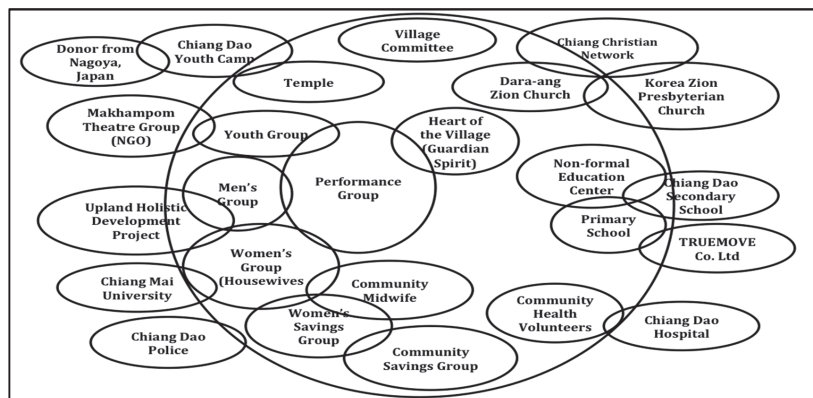 Donor from
Nagoya,
Japan
Chiang Dao
Youth Camp
Village
Committee
Chiang Christian
Network
Temple
Dara-ang
Zion Church
Korea Zion
Presbyterian
Church
Makhampom
Theatre Group
(NGO)
Youth Group
Heart of
the Village
(Guardian
Spirit)
Men's
Group
Performance
Group
Non-formal
Education
Center
Chiang Dao
Secondary
School
Upland Holistic
Development
Project
Primary
School
TRUEMOVE
Co. Ltd
Women's
Group
(Housewives
Chiang Mai
University
Community
Midwife
Women's
Savings
Group
Community
Health
Volunteers
Chiang Dao
Hospital
Chiang Dao
Police
Community
Savings Group